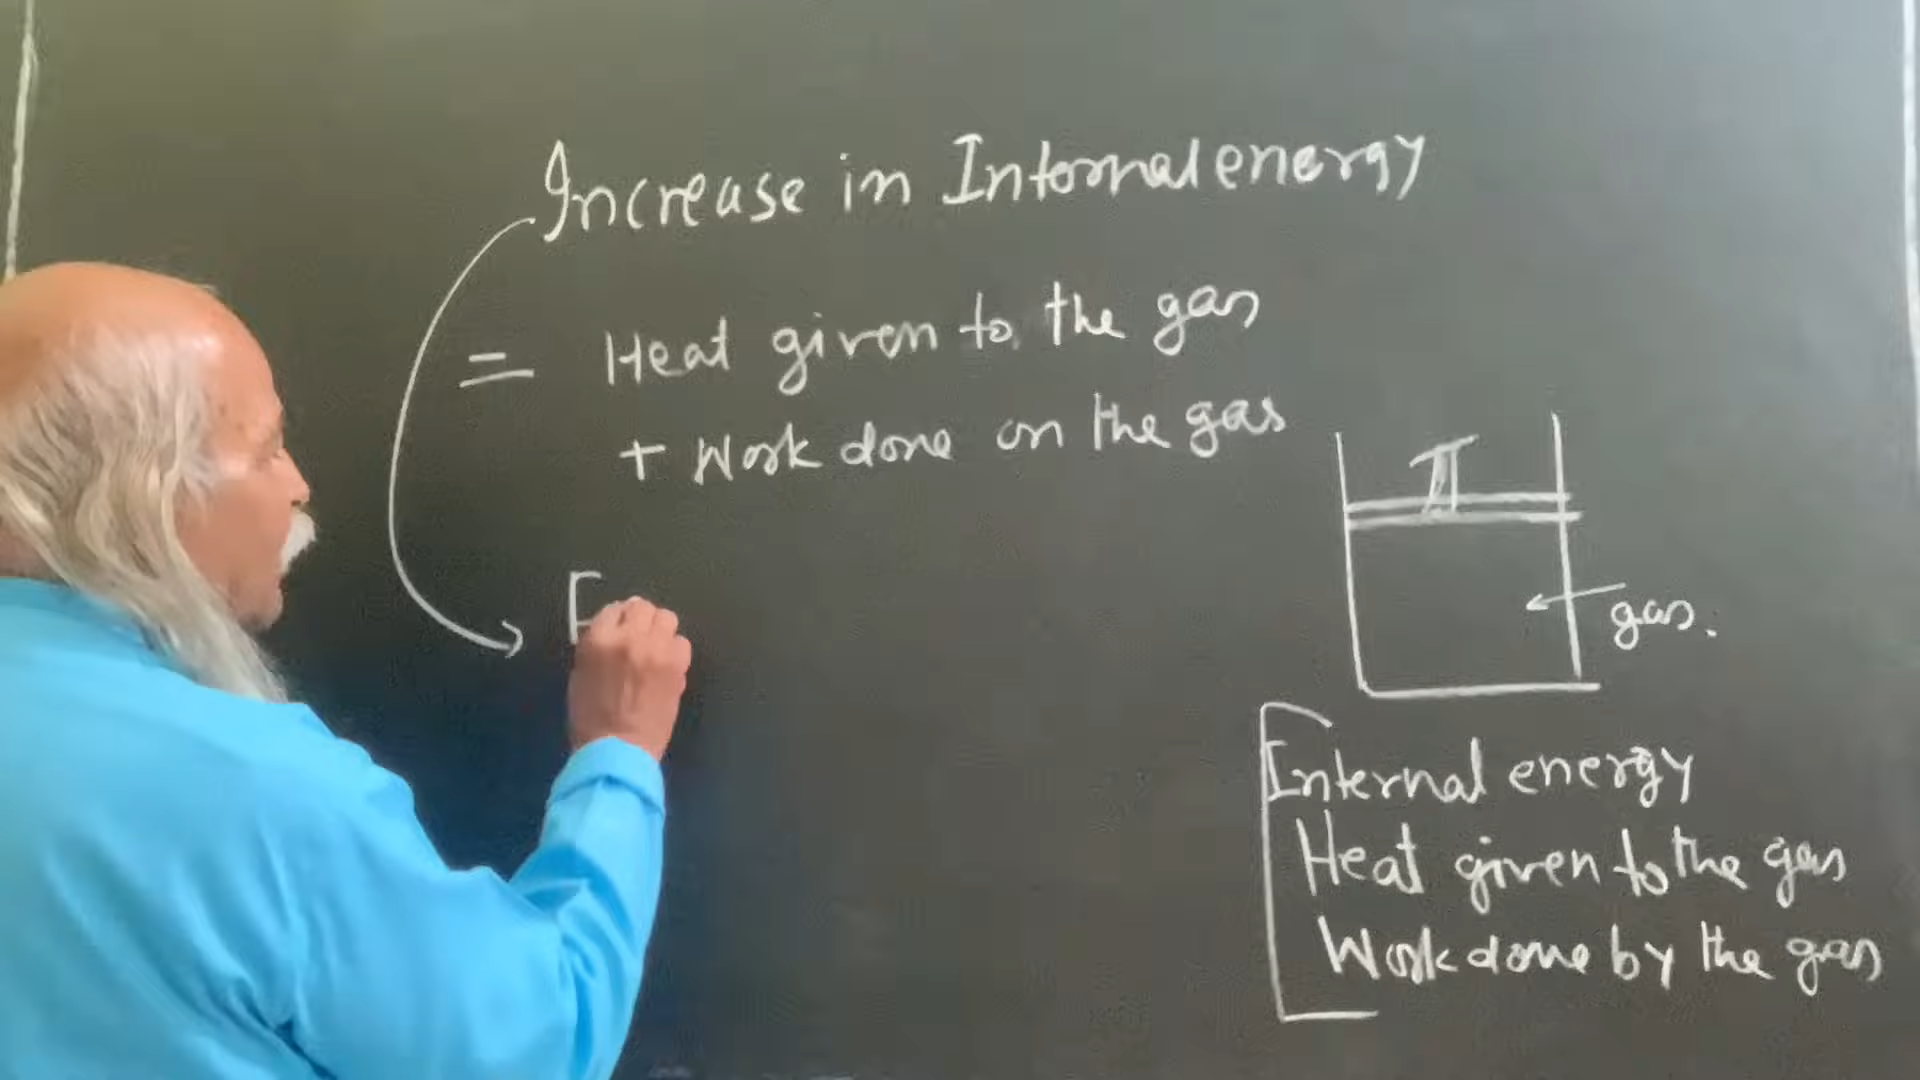 Increase in Internal energy
= Heat given to the gas
+ Work done on the gas
gas.
Internal energy
Heat given to the gas
Work done by the gas